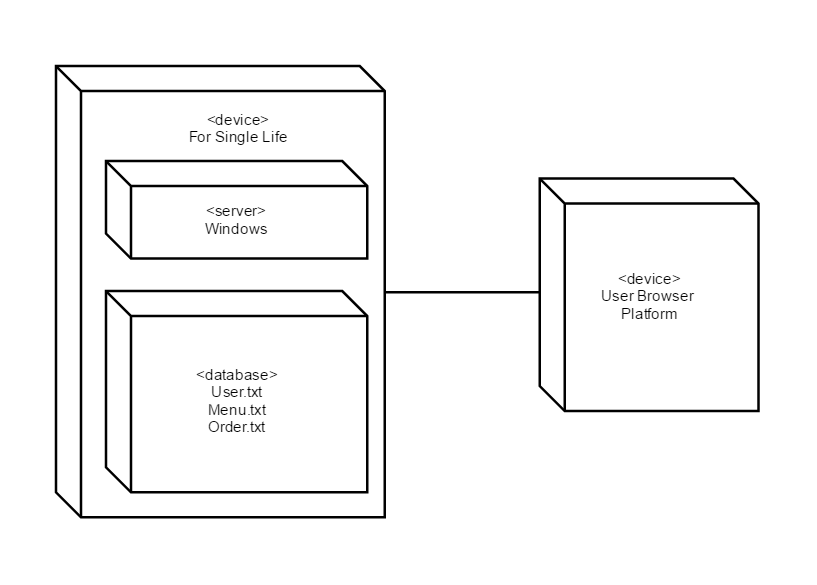 <device>
For Single Life
<server>
Windows
<database>
User.txt
Menu.txt
Order.txt
<device>
User Browser
Platform